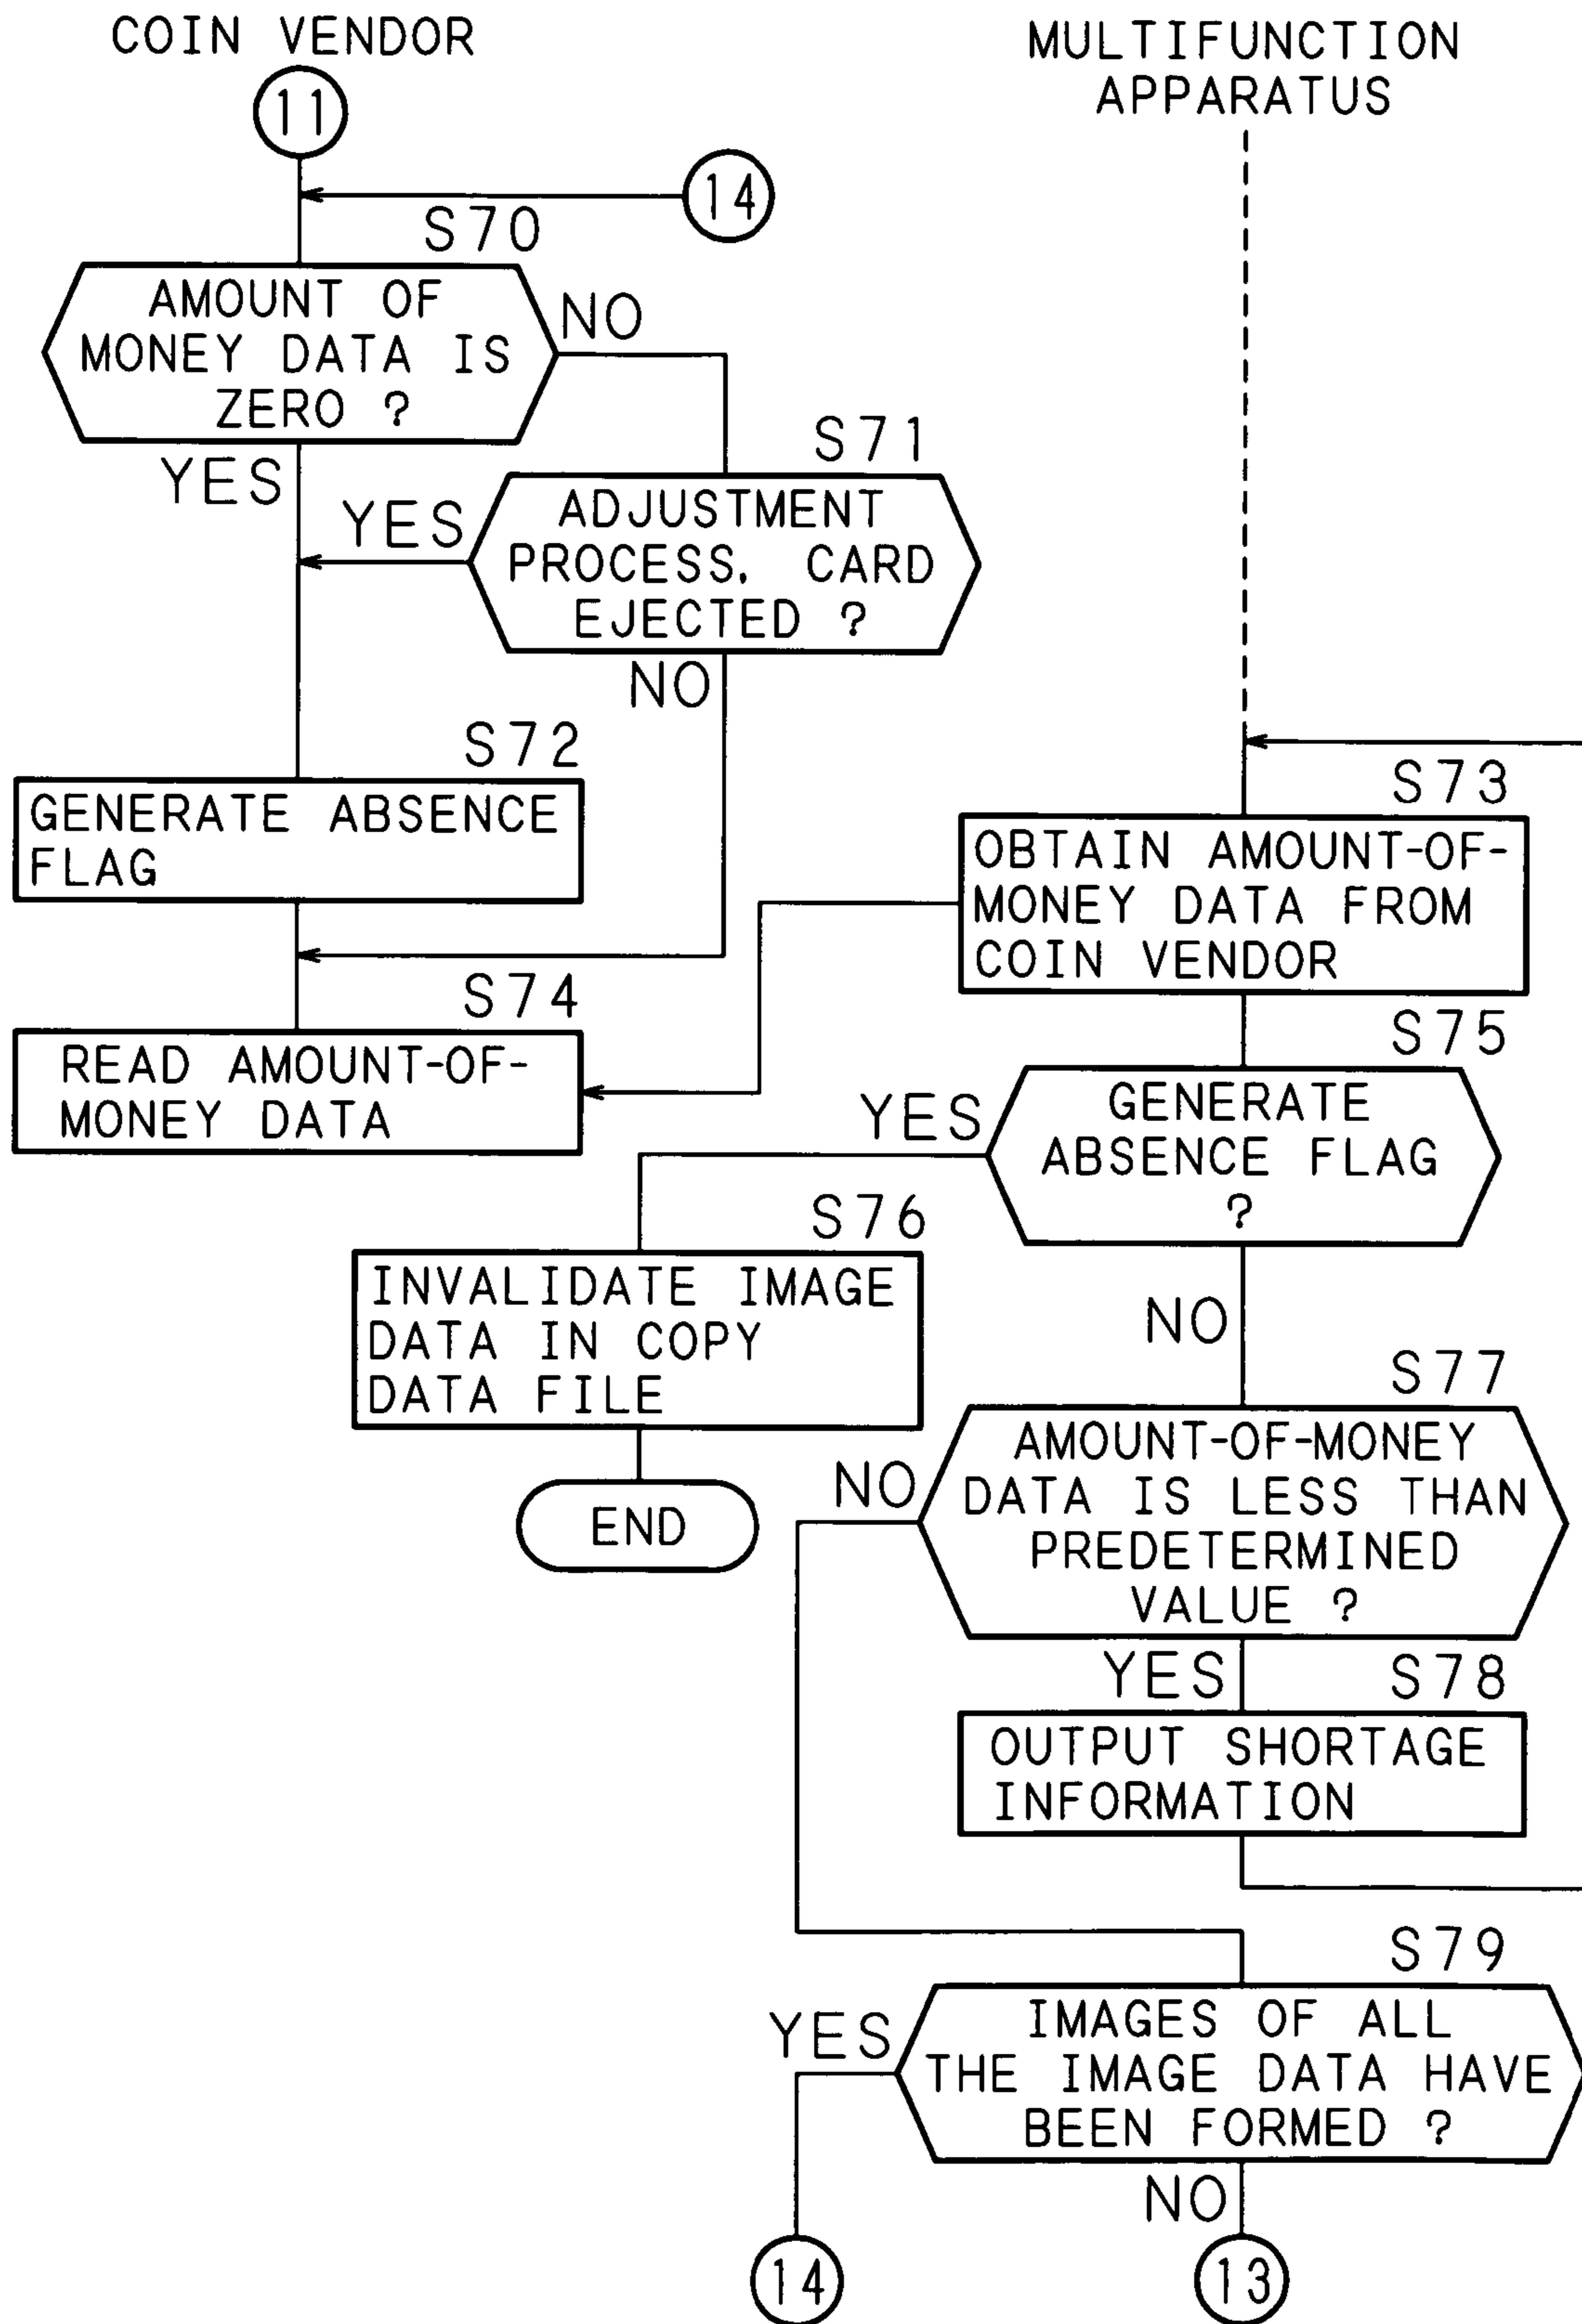 COIN VENDOR
MULTIFUNCTION
APPARATUS
11
14
S70
AMOUNT OF
MONEY DATA IS
ZERO ?
NO
YES
S71
ADJUSTMENT
PROCESS, CARD
EJECTED ?
YES
NO
S72
GENERATE ABSENCE
FLAG
S73
OBTAIN AMOUNT-OF-
MONEY DATA FROM
COIN VENDOR
S74
READ AMOUNT-OF-
MONEY DATA
S75
GENERATE
ABSENCE FLAG
?
YES
NO
S76
INVALIDATE IMAGE
DATA IN COPY
DATA FILE
END
S77
AMOUNT-OF-MONEY
DATA IS LESS THAN
PREDETERMINED
VALUE ?
NO
YES
S78
OUTPUT SHORTAGE
INFORMATION
S79
IMAGES OF ALL
THE IMAGE DATA HAVE
BEEN FORMED ?
YES
NO
14
13